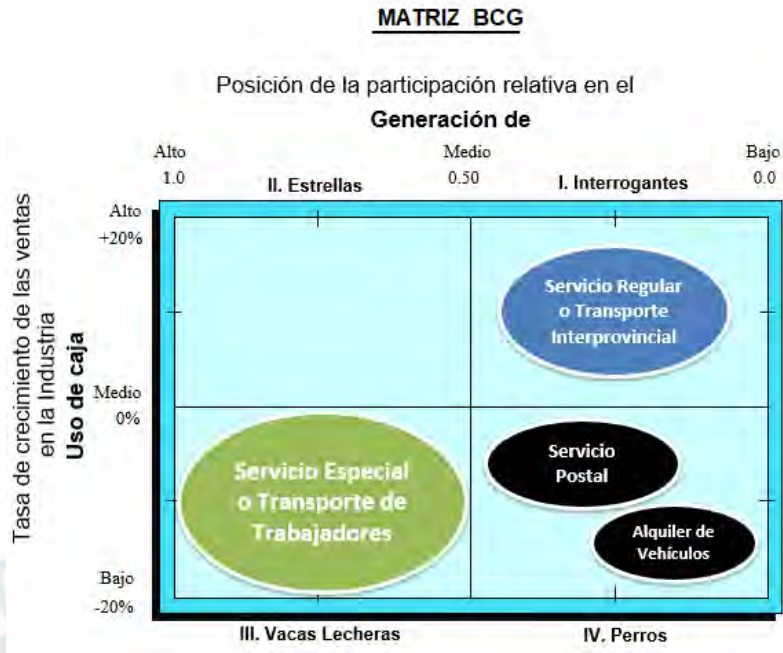 MATRIZ BCG
Posición de la participación relativa en el
Generación de
Alto
Medio
Bajo
1.0
II. Estrellas
0.50
I. Interrogantes
0.0
Tasa de crecimiento de las ventas
en la Industria
Uso de caja
Alto
+20%
Medio
0%
Bajo
-20%
Servicio Regular
o Transporte
Interprovincial
Servicio Especial
o Transporte de
Trabajadores
Servicio
Postal
Alquiler de
Vehículos
III. Vacas Lecheras
IV. Perros